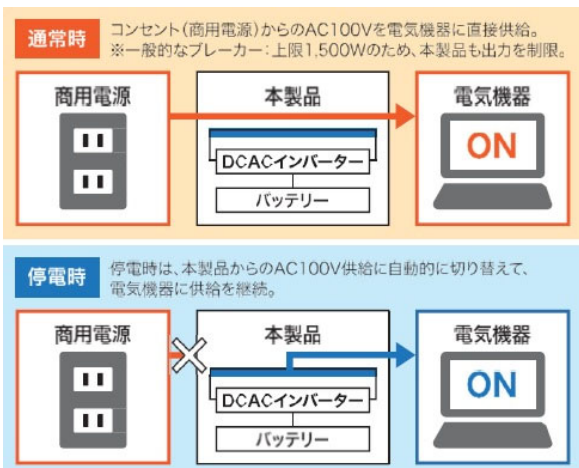 通常時
コンセント(商用電源)からのAC100Vを電気機器に直接供給。
※一般的なブレーカー:上限1,500Wのため、本製品も出力を制限。
商用電源
本製品
電気機器
ON
DCACインバーター
バッテリー
停電時
停電時は、本製品からのAC100V供給に自動的に切り替えて、
電気機器に供給を継続。
商用電源
本製品
電気機器
ON
DCACインバーター
バッテリー